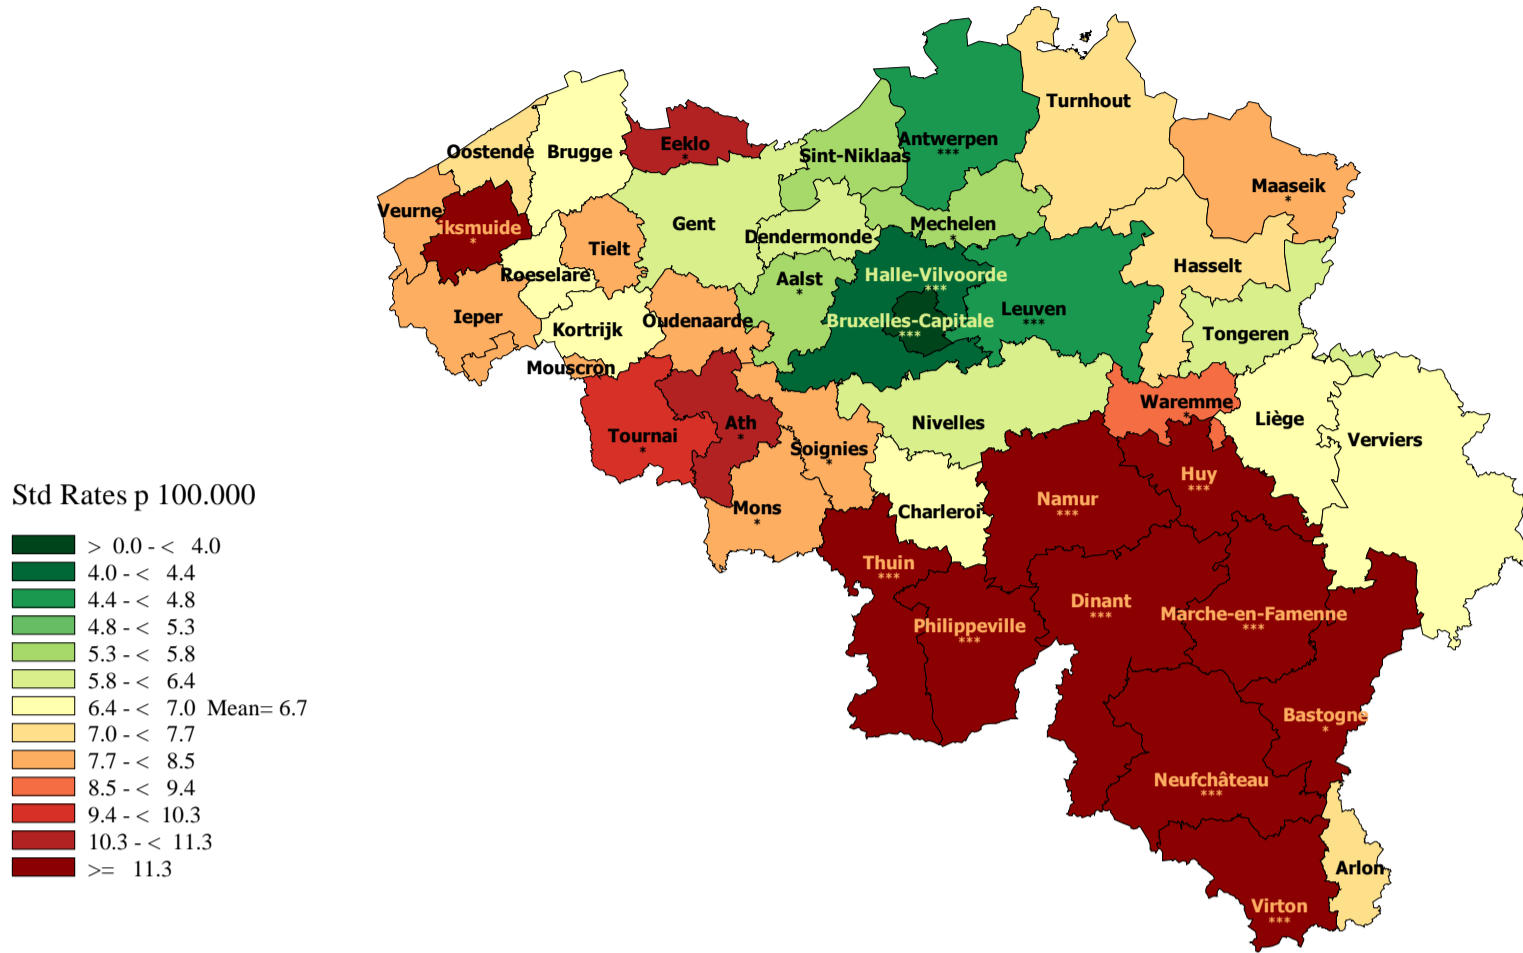 Turnhout
Antwerpen
***
Eeklo
*
Oostende
Brugge
Sint-Niklaas
Maaseik
*
Veurne
iksmuide
*
Gent
Mechelen
*
Dendermonde
Tielt
Hasselt
Roeselare
Aalst
*
Halle-Vilvoorde
***
Ieper
Kortrijk
Oudenaarde
Bruxelles-Capitale
***
Leuven
***
Tongeren
Mouscron
Waremme
*
Tournai
*
Ath
*
Nivelles
Liège
Verviers
Soignies
*
Huy
***
Namur
***
Mons
*
Charleroi
Thuin
***
Dinant
***
Marche-en-Famenne
***
Philippeville
***
Bastogne
*
Neufchâteau
***
Arlon
Virton
***
Std Rates p 100.000
> 0.0 - < 4.0
4.0 - < 4.4
4.4 - < 4.8
4.8 - < 5.3
5.3 - < 5.8
5.8 - < 6.4
6.4 - < 7.0 Mean= 6.7
7.0 - < 7.7
7.7 - < 8.5
8.5 - < 9.4
9.4 - < 10.3
10.3 - < 11.3
>= 11.3